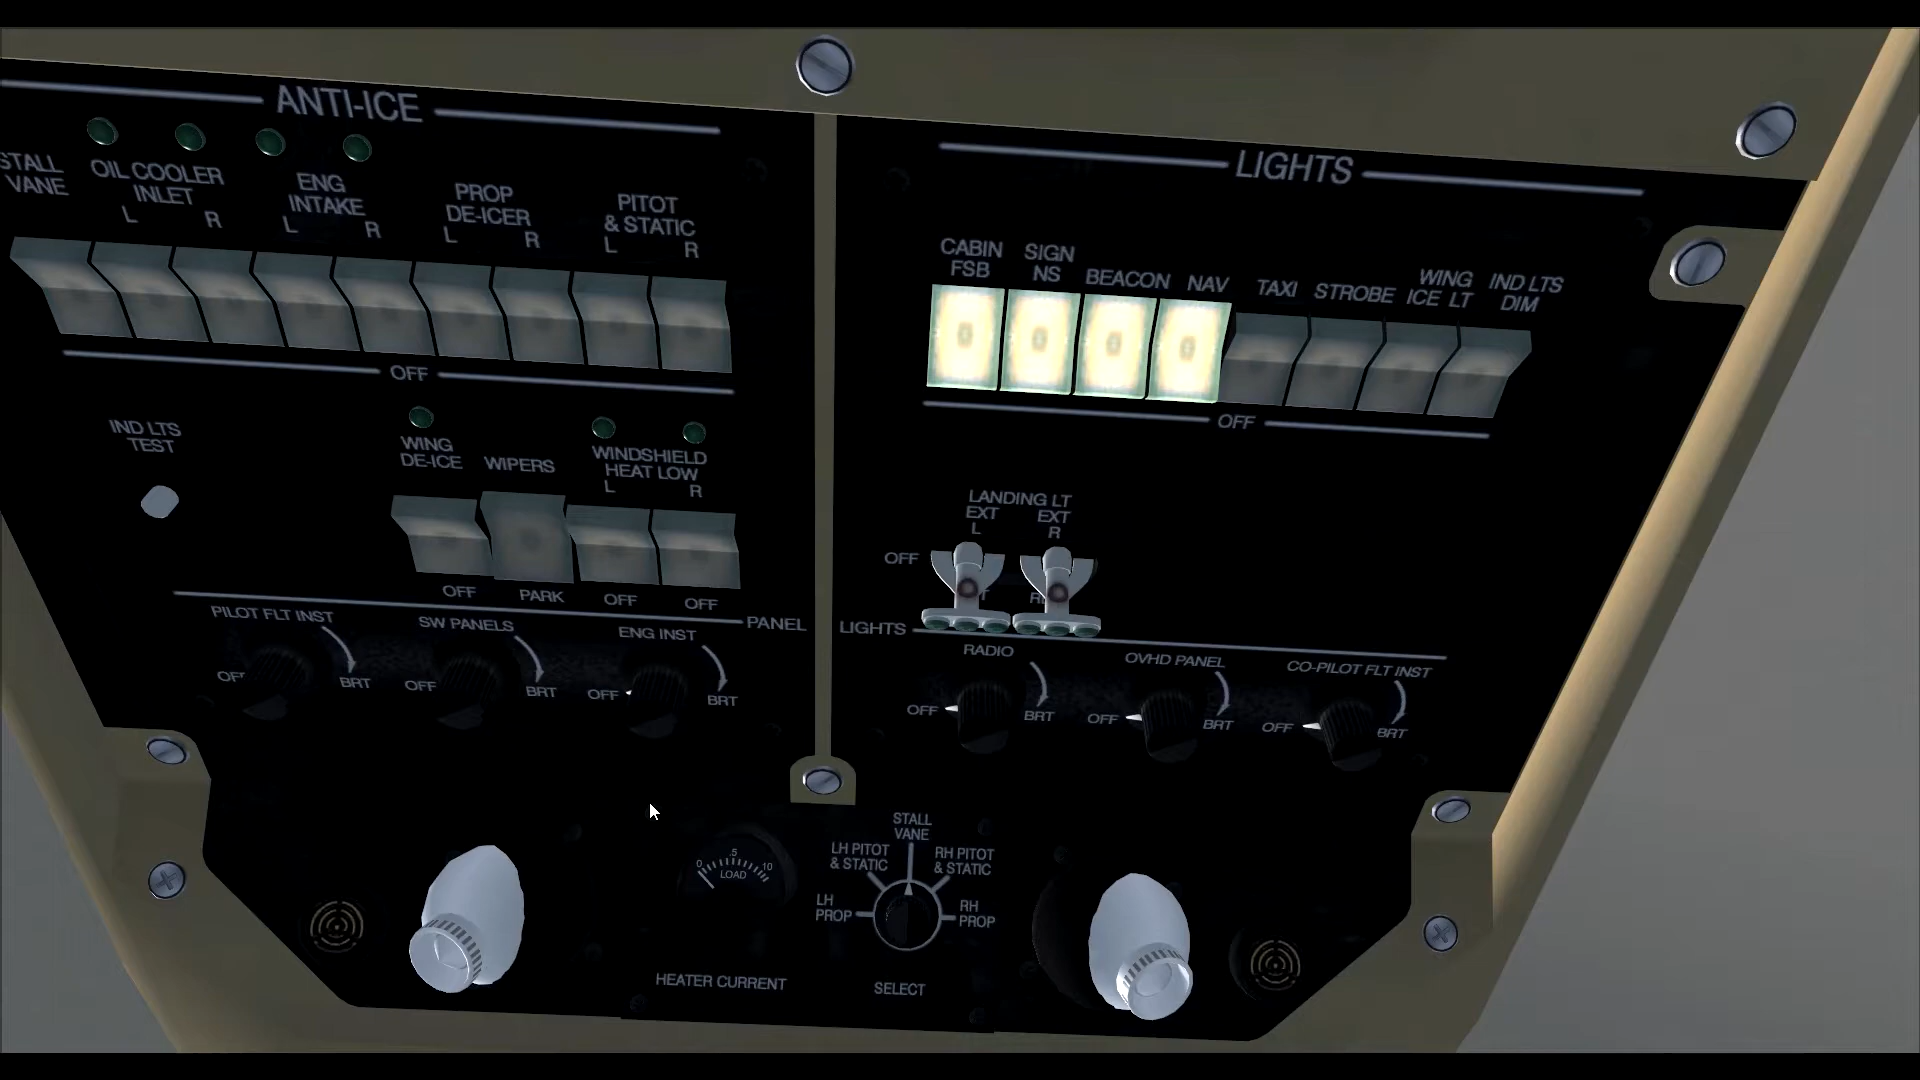 ANTI-ICE
STALL
VANE
OIL COOLER
INLET
L R
ENG
INTAKE
L R
PROP
DE-ICER
L R
PITOT
& STATIC
L R
OFF
IND LTS
TEST
WING
DE-ICE
WIPERS
WINDSHIELD
HEAT LOW
L R
OFF
PARK
OFF
OFF
LIGHTS
CABIN
FSB
SIGN
NS
BEACON
NAV
TAXI
STROBE
WING
ICE LT
IND LTS
DIM
OFF
LANDING LT
EXT
L
EXT
R
OFF
PANEL LIGHTS
PILOT FLT INST
OFF BRT
SW PANELS
OFF BRT
ENG INST
OFF BRT
RADIO
OFF BRT
OVHD PANEL
OFF BRT
CO-PILOT FLT INST
OFF BRT
0 .5 10
LOAD
HEATER CURRENT
STALL
VANE
LH PITOT
& STATIC
RH PITOT
& STATIC
LH
PROP
RH
PROP
SELECT